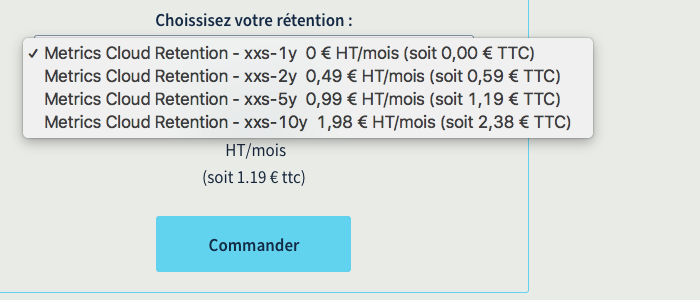 Choissisez votre rétention :
✓ Metrics Cloud Retention - xxs-1y 0 € HT/mois (soit 0,00 € TTC)
Metrics Cloud Retention - xxs-2y 0,49 € HT/mois (soit 0,59 € TTC)
Metrics Cloud Retention - xxs-5y 0,99 € HT/mois (soit 1,19 € TTC)
Metrics Cloud Retention - xxs-10y 1,98 € HT/mois (soit 2,38 € TTC)
HT/mois
(soit 1.19 € ttc)
Commander